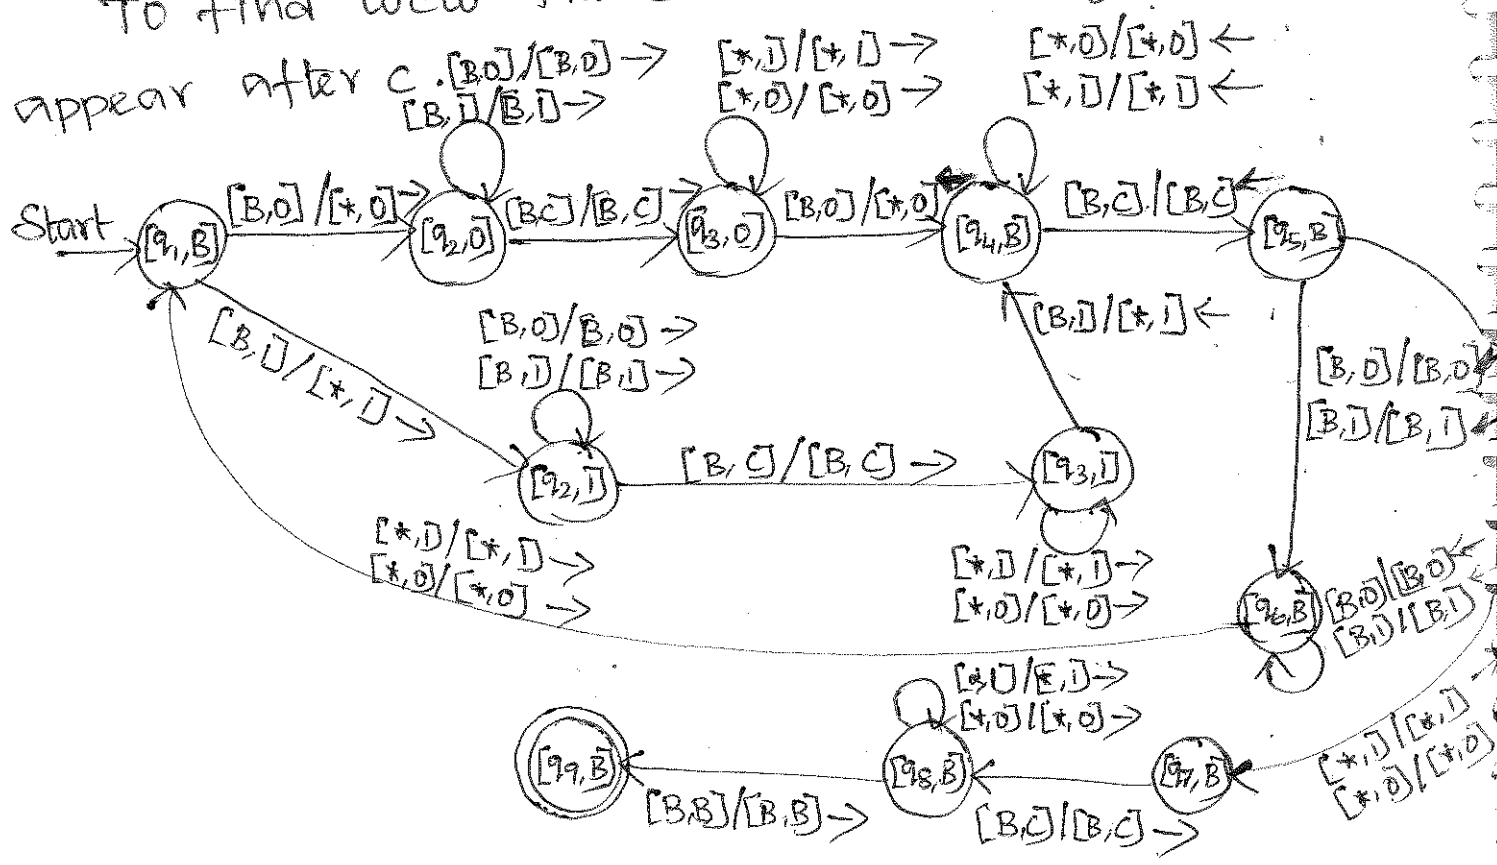 To find
appear after C.
[B,0]/[B,0] →
[B,1]/[B,1] →
[*,1]/[*,1] →
[*,0]/[*,0] →
[*,0]/[*,0] ←
[*,1]/[*,1] ←
Start
[q1,B]
[B,0]/[*,0] →
[q2,0]
[B,C]/[B,C] →
[q3,0]
[B,0]/[*,0] ←
[q4,B]
[B,C]/[B,C] ←
[q5,B]
[B,1]/[*,1] →
[B,0]/[B,0] →
[B,1]/[B,1] →
[B,1]/[*,1] ←
[B,0]/[B,0]
[B,1]/[B,1]
[q2,1]
[B,C]/[B,C] →
[q3,1]
[*,1]/[*,1] →
[*,0]/[*,0] →
[*,1]/[*,1] →
[*,0]/[*,0] →
[q6,B]
[B,0]/[B,0] ←
[B,1]/[B,1]
[*,0]/[*,0] →
[*,1]/[*,1]
[*,0]/[*,0]
[q9,B]
[q8,B]
[q7,B]
[B,B]/[B,B] →
[B,C]/[B,C] →